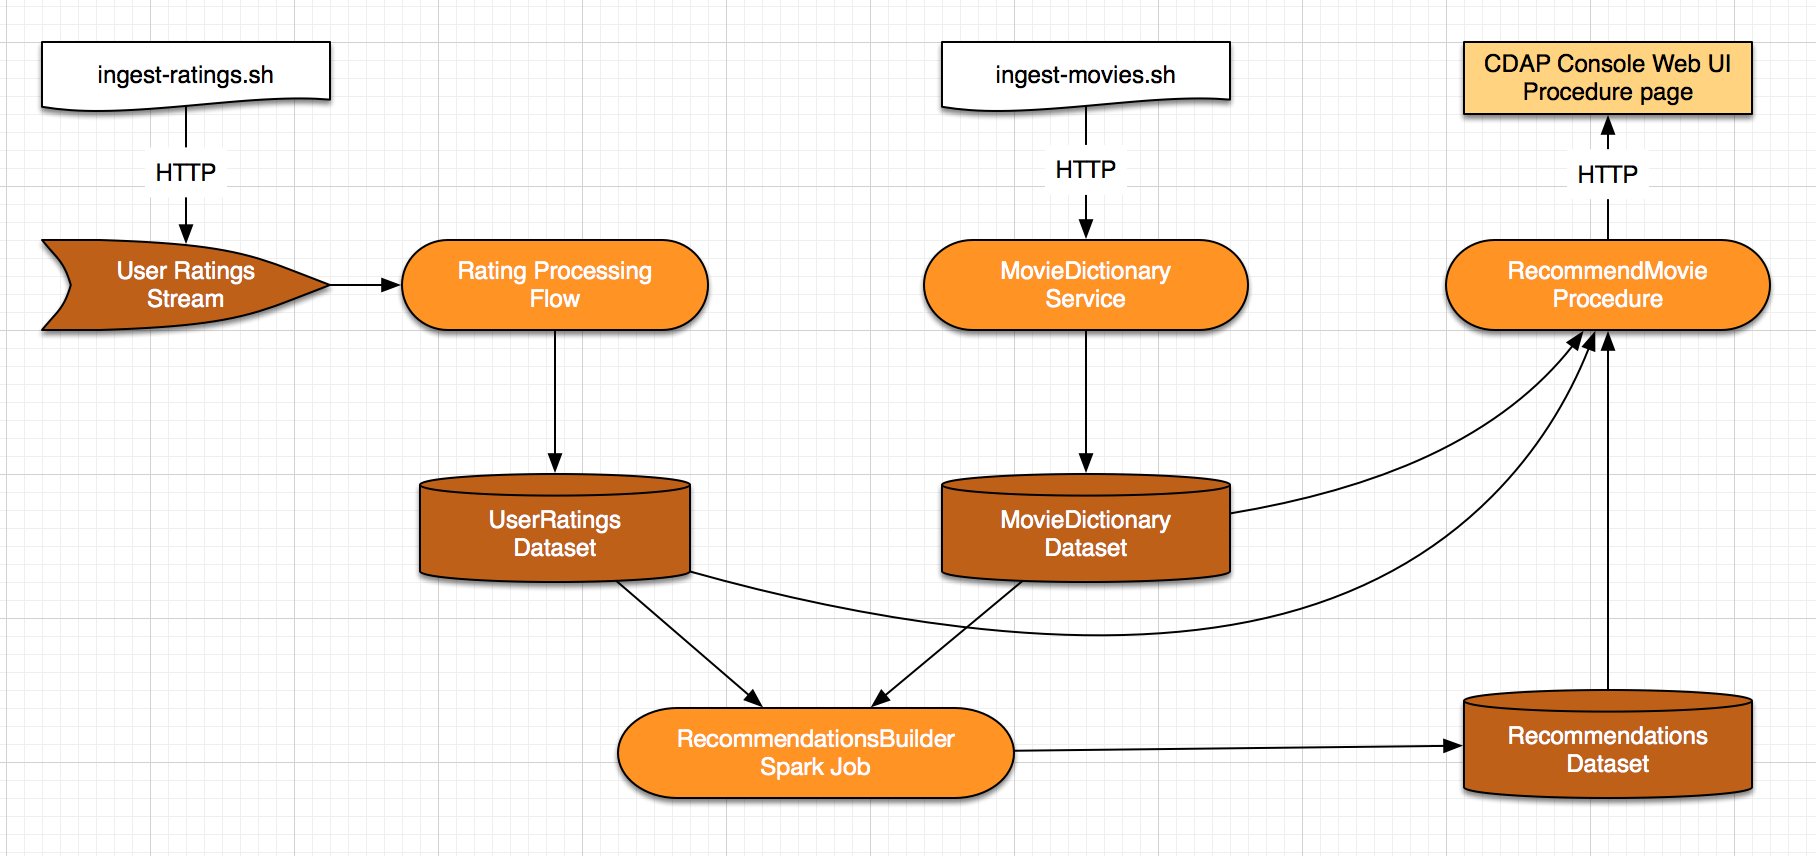 ingest-ratings.sh
ingest-movies.sh
CDAP Console Web UI
Procedure page
HTTP
HTTP
HTTP
User Ratings
Stream
Rating Processing
Flow
MovieDictionary
Service
RecommendMovie
Procedure
UserRatings
Dataset
MovieDictionary
Dataset
RecommendationsBuilder
Spark Job
Recommendations
Dataset